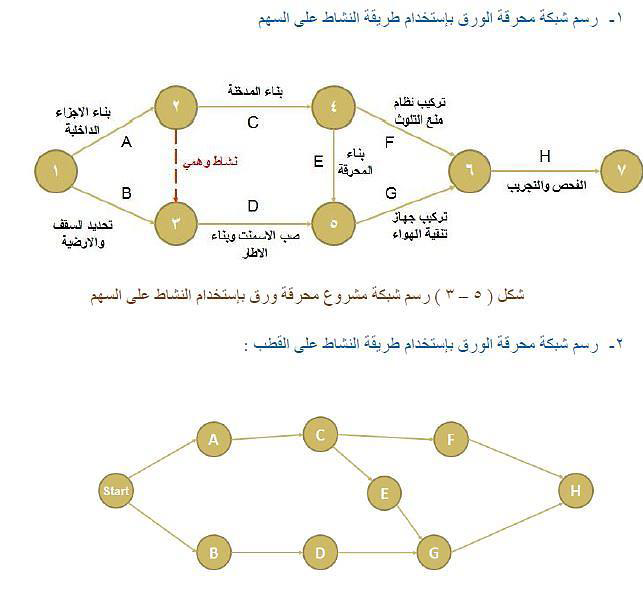 ١- رسم شبكة محرقة الورق بإستخدام طريقة النشاط على السهم
بناء المدخنة
٢
٤
C
تركيب نظام
منع التلوث
بناء الاجزاء
الداخلية
A
F
نشاط وهمي
E
بناء
المحرقة
١
٦
H
٧
الفحص والتجريب
B
D
G
تحديد السقف
والارضية
٣
صب الاسمنت وبناء
الاطار
٥
تركيب جهاز
تنقية الهواء
شكل ( ٥ – ٣ ) رسم شبكة مشروع محرقة ورق بإستخدام النشاط على السهم
٢- رسم شبكة محرقة الورق بإستخدام طريقة النشاط على القطب :
A
C
F
Start
E
H
B
D
G